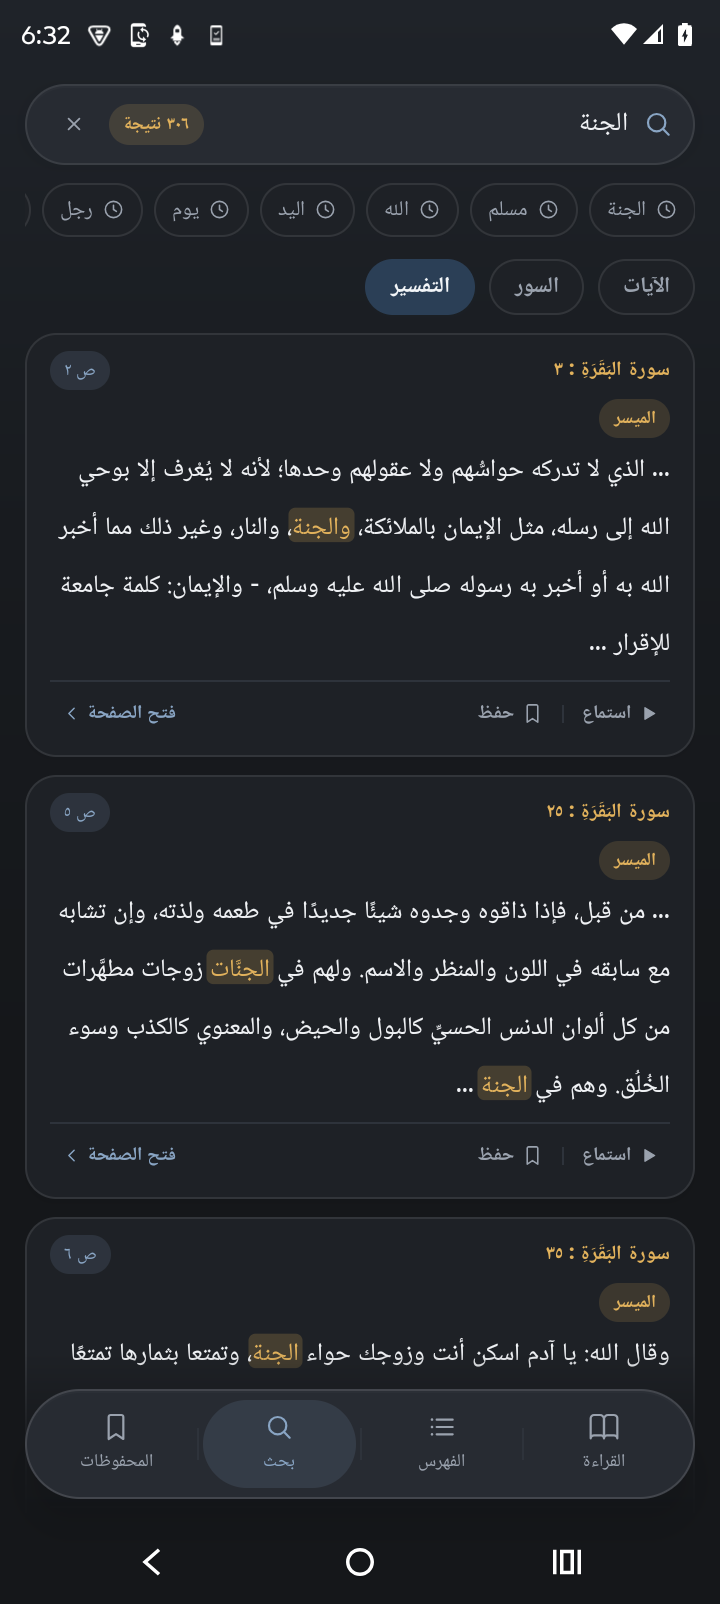 6:32
الجنة
٣٠٦ نتيجة
الجنة
مسلم
الله
اليد
يوم
رجل
الآيات
السور
التفسير
سورة البَقَرَةِ : ٣
ص ٢
الميسر
... الذي لا تدركه حواسُّهم ولا عقولهم وحدها؛ لأنه لا يُعْرف إلا بوحي
الله إلى رسله، مثل الإيمان بالملائكة، والجنة، والنار، وغير ذلك مما أخبر
الله به أو أخبر به رسوله صلى الله عليه وسلم، - والإيمان: كلمة جامعة
للإقرار ...
استماع
حفظ
فتح الصفحة
سورة البَقَرَةِ : ٢٥
ص ٥
الميسر
... من قبل، فإذا ذاقوه وجدوه شيئًا جديدًا في طعمه ولذته، وإن تشابه
مع سابقه في اللون والمنظر والاسم. ولهم في الجنَّات زوجات مطهَّرات
من كل ألوان الدنس الحسيِّ كالبول والحيض، والمعنوي كالكذب وسوء
الخُلُق. وهم في الجنة ...
استماع
حفظ
فتح الصفحة
سورة البَقَرَةِ : ٣٥
ص ٦
الميسر
وقال الله: يا آدم اسكن أنت وزوجك حواء الجنة، وتمتعا بثمارها تمتعًا
القراءة
الفهرس
بحث
المحفوظات